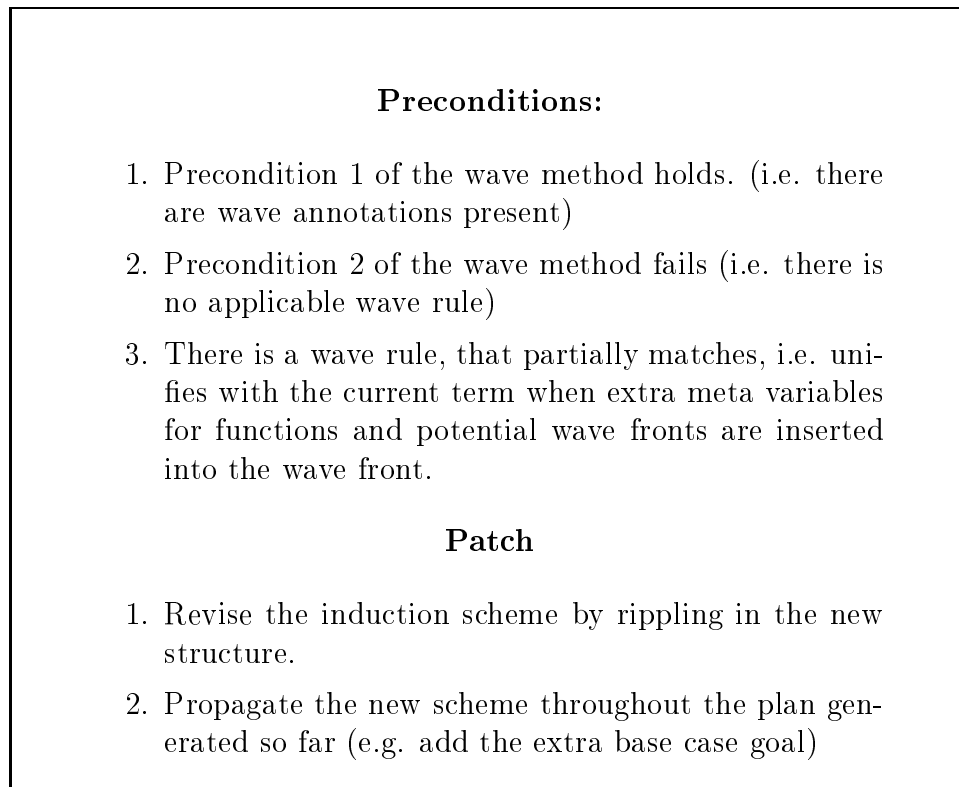 Preconditions:
1. Precondition 1 of the wave method holds. (i.e. there
are wave annotations present)
2. Precondition 2 of the wave method fails (i.e. there is
no applicable wave rule)
3. There is a wave rule, that partially matches, i.e. uni-
fies with the current term when extra meta variables
for functions and potential wave fronts are inserted
into the wave front.
Patch
1. Revise the induction scheme by rippling in the new
structure.
2. Propagate the new scheme throughout the plan gen-
erated so far (e.g. add the extra base case goal)